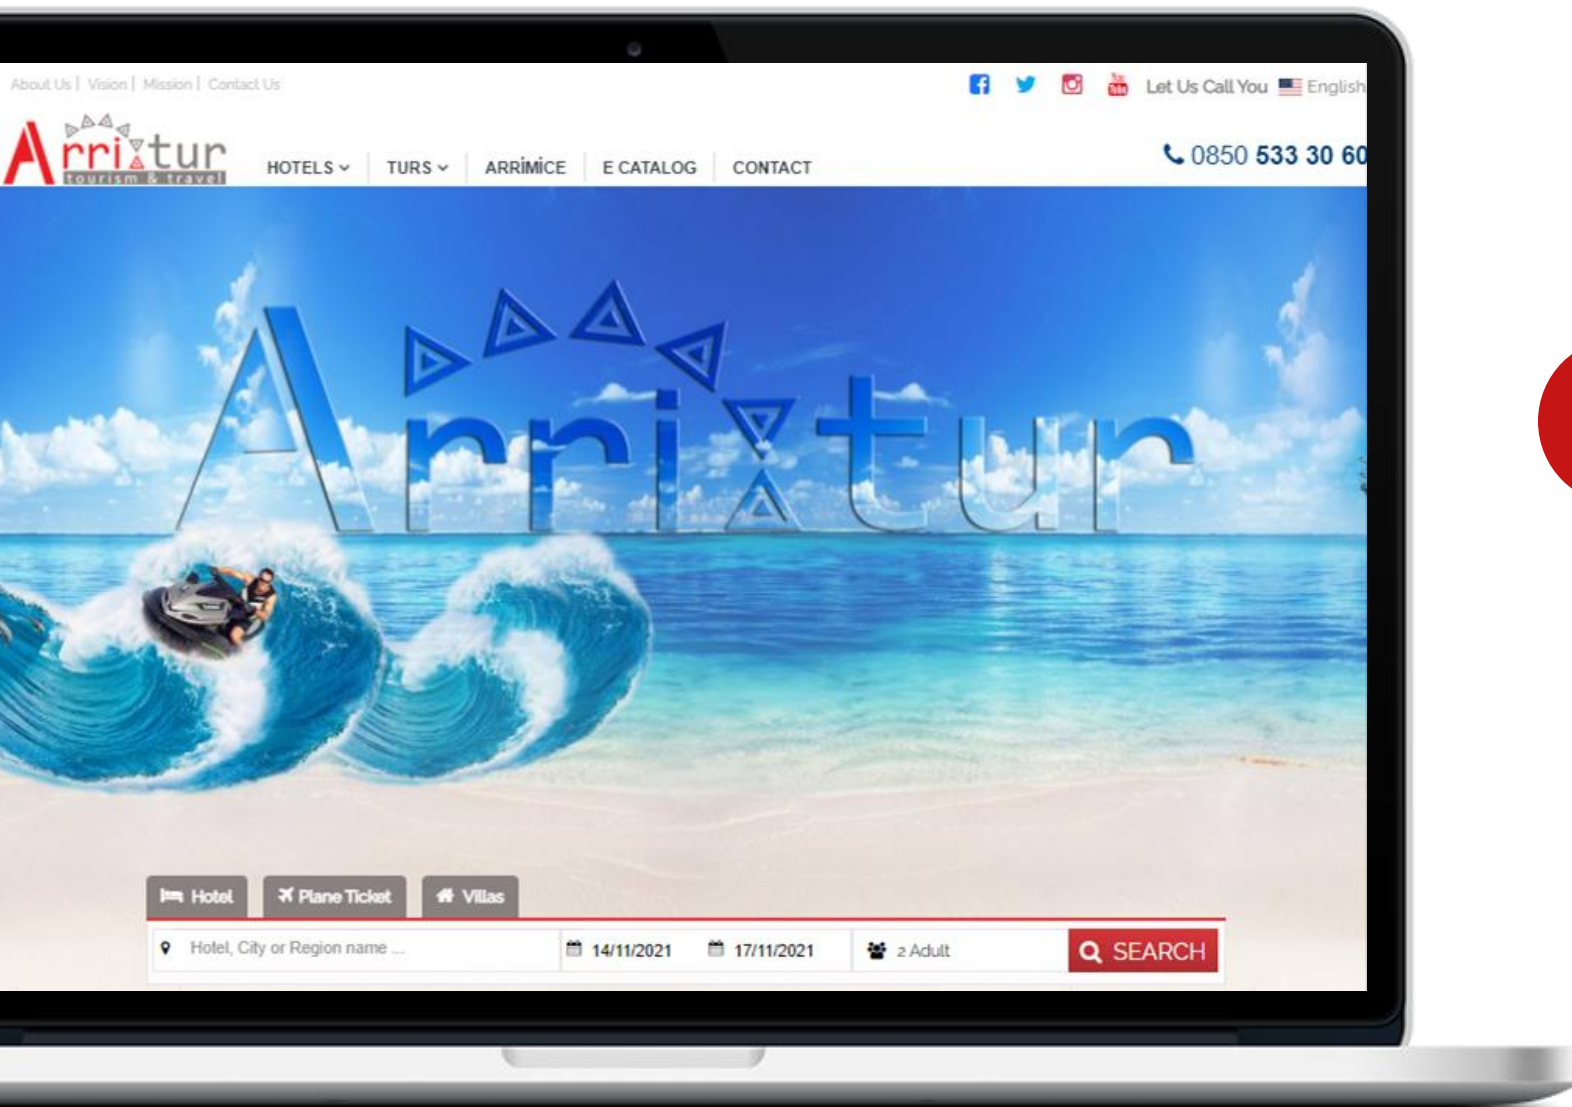 About Us | Vision | Mission | Contact Us
Let Us Call You English
Arrixtur
tourism & travel
HOTELS TURS ARRİMİCE E CATALOG CONTACT
0850 533 30 60
Arrixtur
Hotel Plane Ticket Villas
Hotel, City or Region name ...
14/11/2021 17/11/2021 2 Adult SEARCH